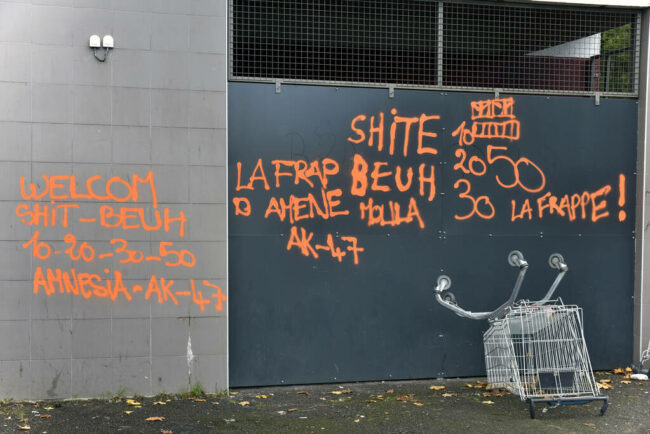 WELCOM
SHIT-BEUH
10-20-30-50
AMNESiA-AK-47
LA FRAP
D AMENE
SHiTE
BEUH
MOULA
AK-47
10
20 50
30 LA FRAPPE!